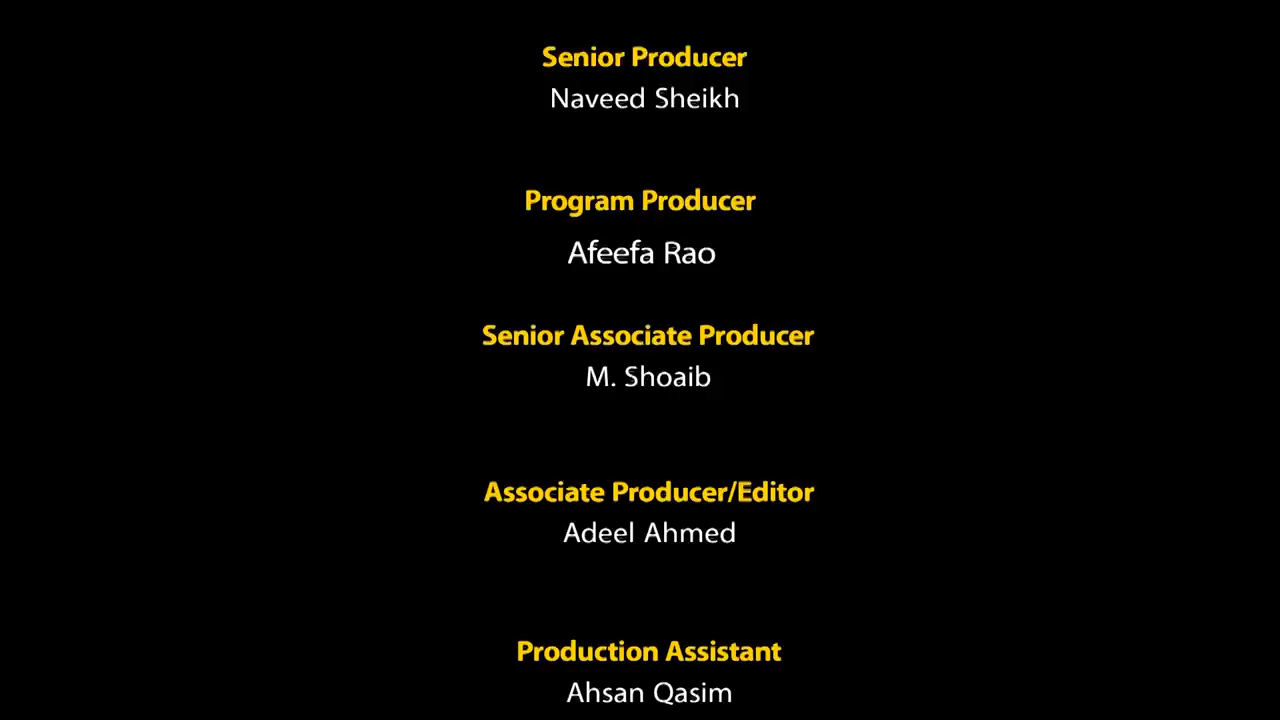 Senior Producer
Naveed Sheikh
Program Producer
Afeefa Rao
Senior Associate Producer
M. Shoaib
Associate Producer/Editor
Adeel Ahmed
Production Assistant
Ahsan Qasim